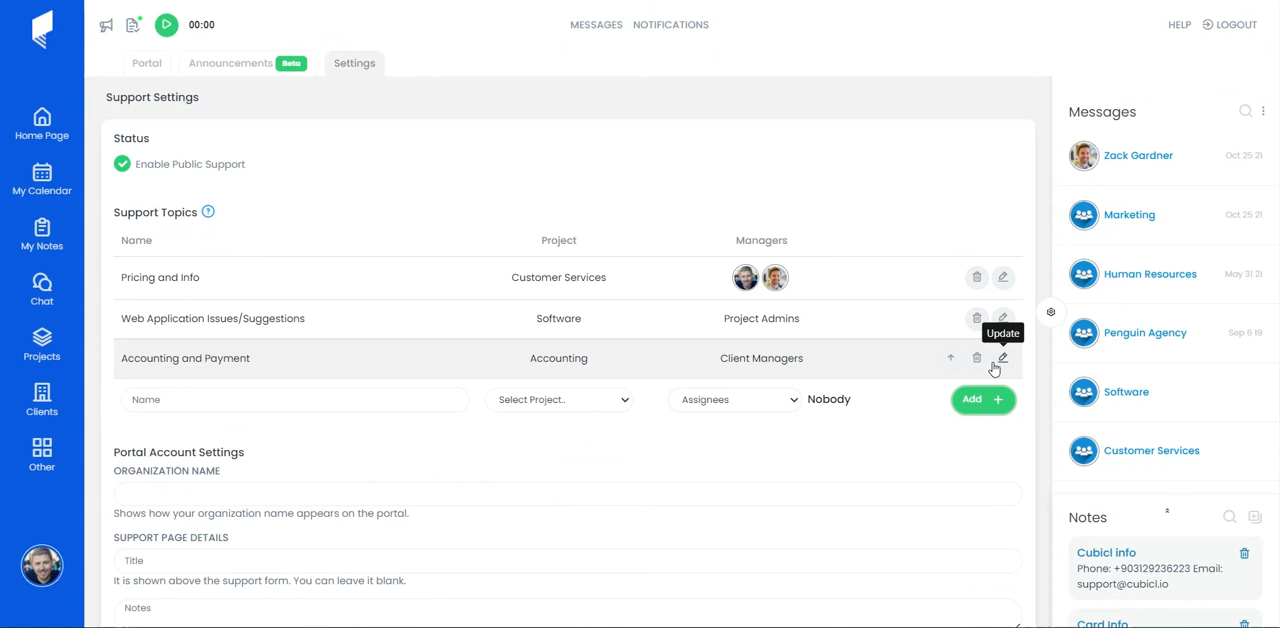 00:00
MESSAGES NOTIFICATIONS
HELP LOGOUT
Portal
Announcements Beta
Settings
Home Page
My Calendar
My Notes
Chat
Projects
Clients
Other
Support Settings
Status
Enable Public Support
Support Topics ?
Name Project Managers
Pricing and Info Customer Services
Web Application Issues/Suggestions Software Project Admins
Update
Accounting and Payment Accounting Client Managers
Name Select Project.. Assignees Nobody Add +
Portal Account Settings
ORGANIZATION NAME
Shows how your organization name appears on the portal.
SUPPORT PAGE DETAILS
Title
It is shown above the support form. You can leave it blank.
Notes
Messages
Zack Gardner Oct 25 21
Marketing Oct 25 21
Human Resources May 31 21
Penguin Agency Sep 6 19
Software
Customer Services
Notes
Cubicl info
Phone: +903129236223 Email:
support@cubicl.io
Card Info